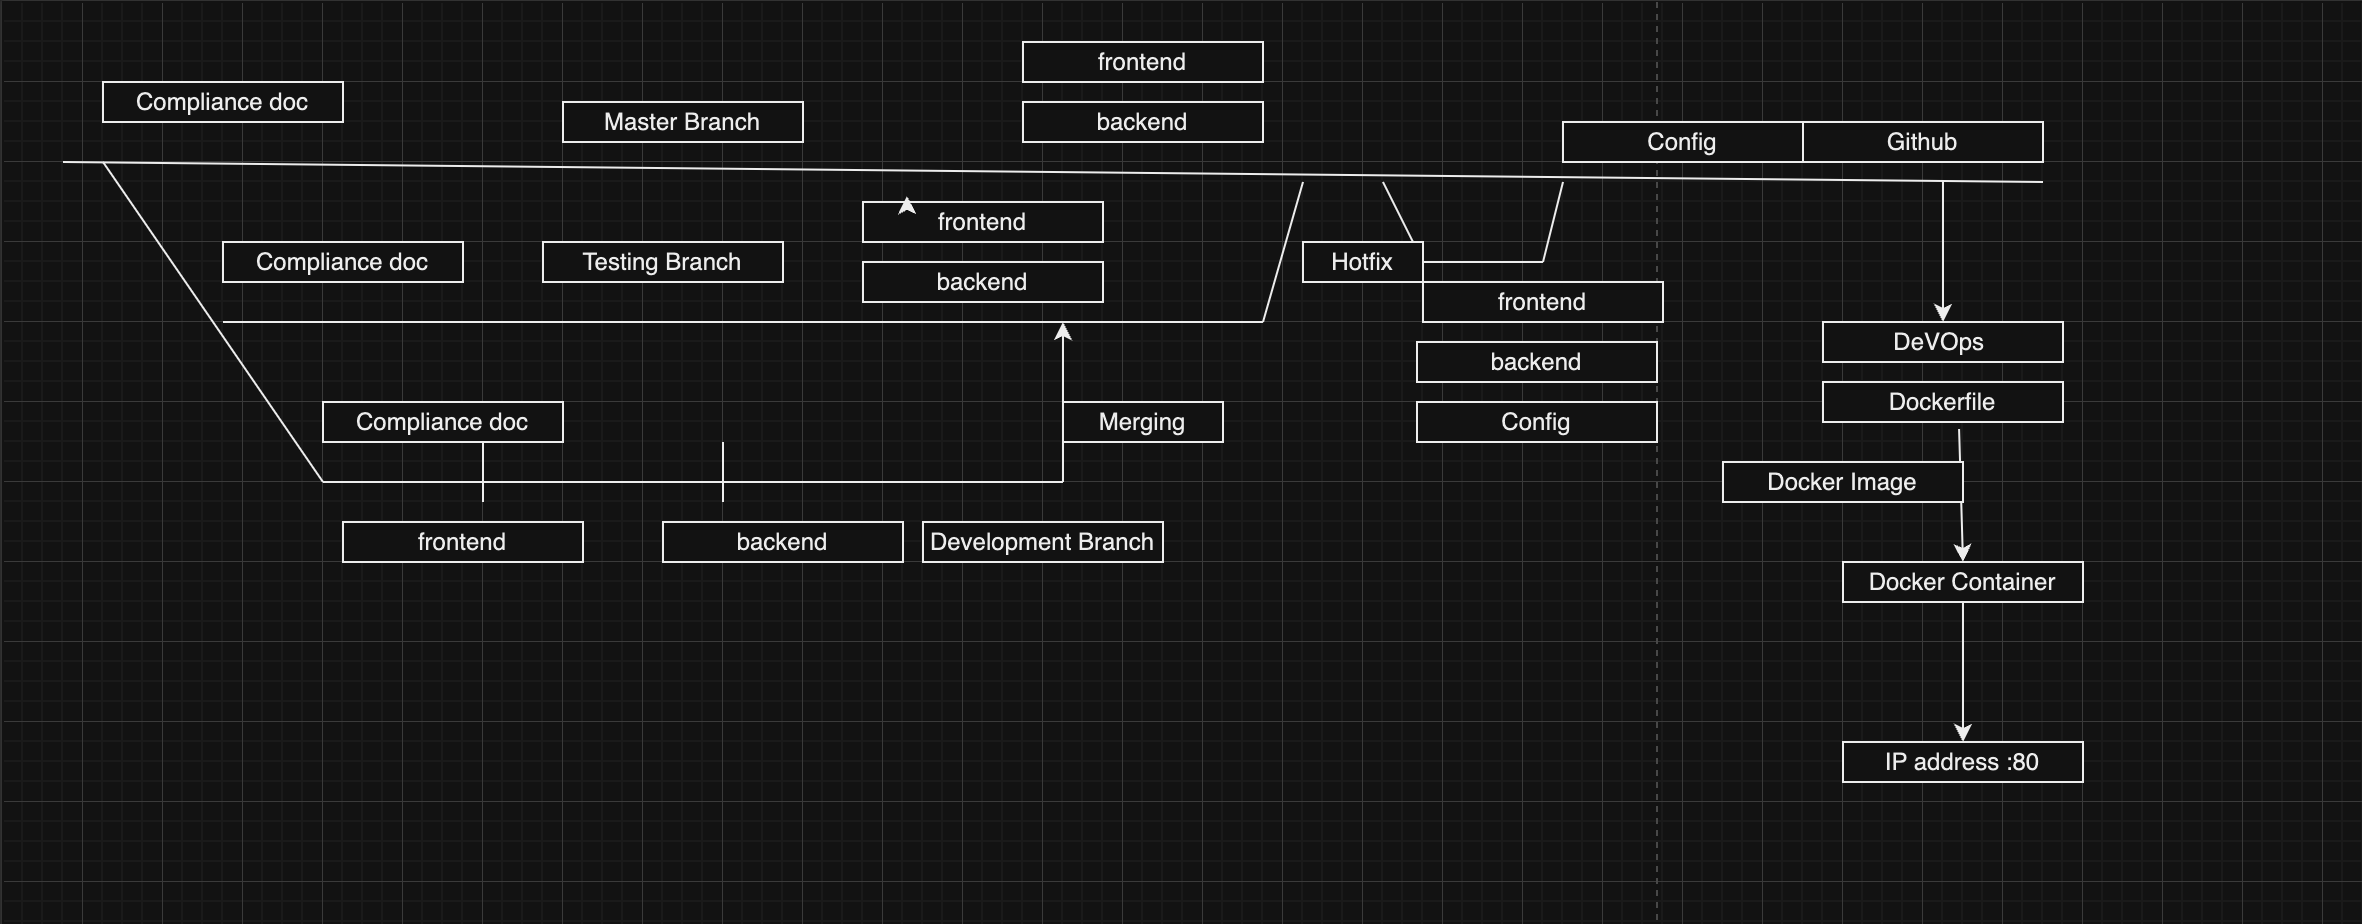 frontend
Compliance doc
Master Branch
backend
Config
Github
frontend
Compliance doc
Testing Branch
backend
Hotfix
frontend
DeVOps
backend
Dockerfile
Compliance doc
Merging
Config
Docker Image
frontend
backend
Development Branch
Docker Container
IP address :80